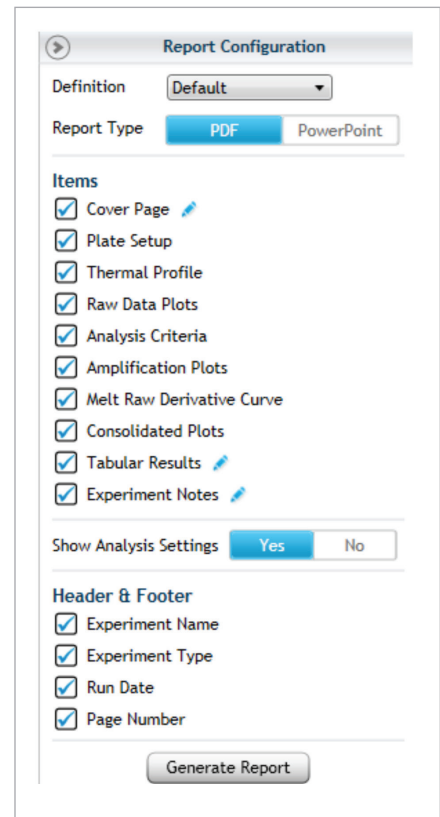 Report Configuration
Definition Default
Report Type PDF PowerPoint
Items
Cover Page
Plate Setup
Thermal Profile
Raw Data Plots
Analysis Criteria
Amplification Plots
Melt Raw Derivative Curve
Consolidated Plots
Tabular Results
Experiment Notes
Show Analysis Settings Yes No
Header & Footer
Experiment Name
Experiment Type
Run Date
Page Number
Generate Report